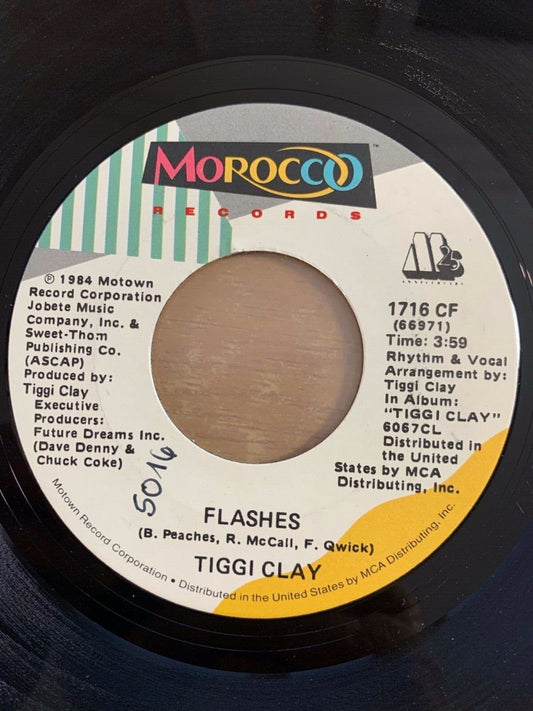 MOROCCO
™
RECORDS
℗ 1984 Motown
Record Corporation
Jobete Music
Company, Inc. &
Sweet-Thom
Publishing Co.
(ASCAP)
Produced by:
Tiggi Clay
Executive
Producers:
Future Dreams Inc.
(Dave Denny &
Chuck Coke)
5016
M25
ANNIVERSARY
1716 CF
(66971)
Time: 3:59
Rhythm & Vocal
Arrangement by:
Tiggi Clay
In Album:
"TIGGI CLAY"
6067CL
Distributed in
the United
States by MCA
Distributing, Inc.
FLASHES
(B. Peaches, R. McCall, F. Qwick)
TIGGI CLAY
Motown Record Corporation • Distributed in the United States by MCA Distributing, Inc.